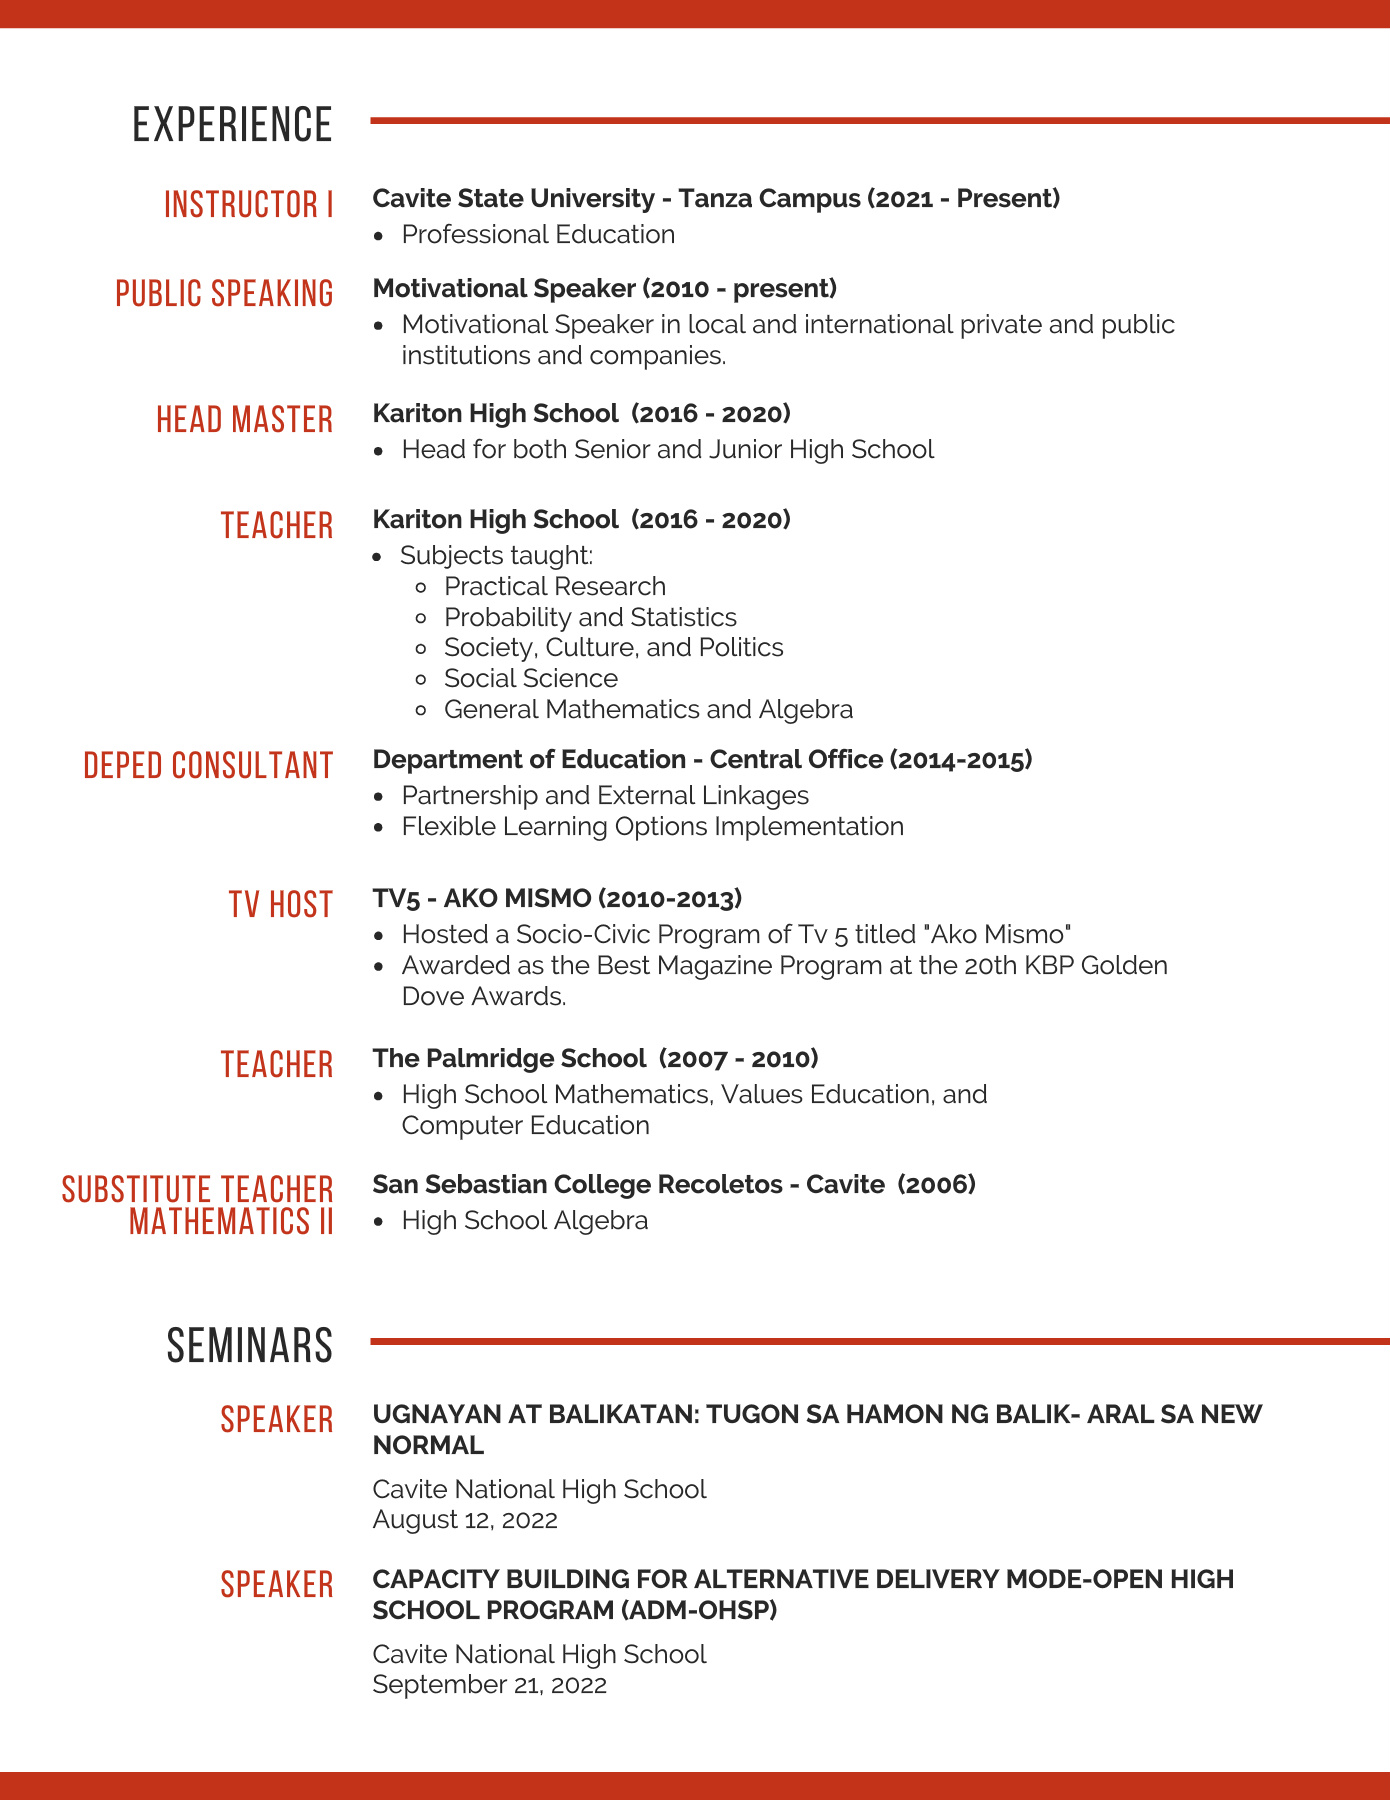 EXPERIENCE
INSTRUCTOR I
Cavite State University - Tanza Campus (2021 - Present)
• Professional Education
PUBLIC SPEAKING
Motivational Speaker (2010 - present)
• Motivational Speaker in local and international private and public
institutions and companies.
HEAD MASTER
Kariton High School (2016 - 2020)
• Head for both Senior and Junior High School
TEACHER
Kariton High School (2016 - 2020)
• Subjects taught:
◦ Practical Research
◦ Probability and Statistics
◦ Society, Culture, and Politics
◦ Social Science
◦ General Mathematics and Algebra
DEPED CONSULTANT
Department of Education - Central Office (2014-2015)
• Partnership and External Linkages
• Flexible Learning Options Implementation
TV HOST
TV5 - AKO MISMO (2010-2013)
• Hosted a Socio-Civic Program of Tv 5 titled "Ako Mismo"
• Awarded as the Best Magazine Program at the 20th KBP Golden
Dove Awards.
TEACHER
The Palmridge School (2007 - 2010)
• High School Mathematics, Values Education, and
Computer Education
SUBSTITUTE TEACHER
MATHEMATICS II
San Sebastian College Recoletos - Cavite (2006)
• High School Algebra
SEMINARS
SPEAKER
UGNAYAN AT BALIKATAN: TUGON SA HAMON NG BALIK- ARAL SA NEW
NORMAL
Cavite National High School
August 12, 2022
SPEAKER
CAPACITY BUILDING FOR ALTERNATIVE DELIVERY MODE-OPEN HIGH
SCHOOL PROGRAM (ADM-OHSP)
Cavite National High School
September 21, 2022